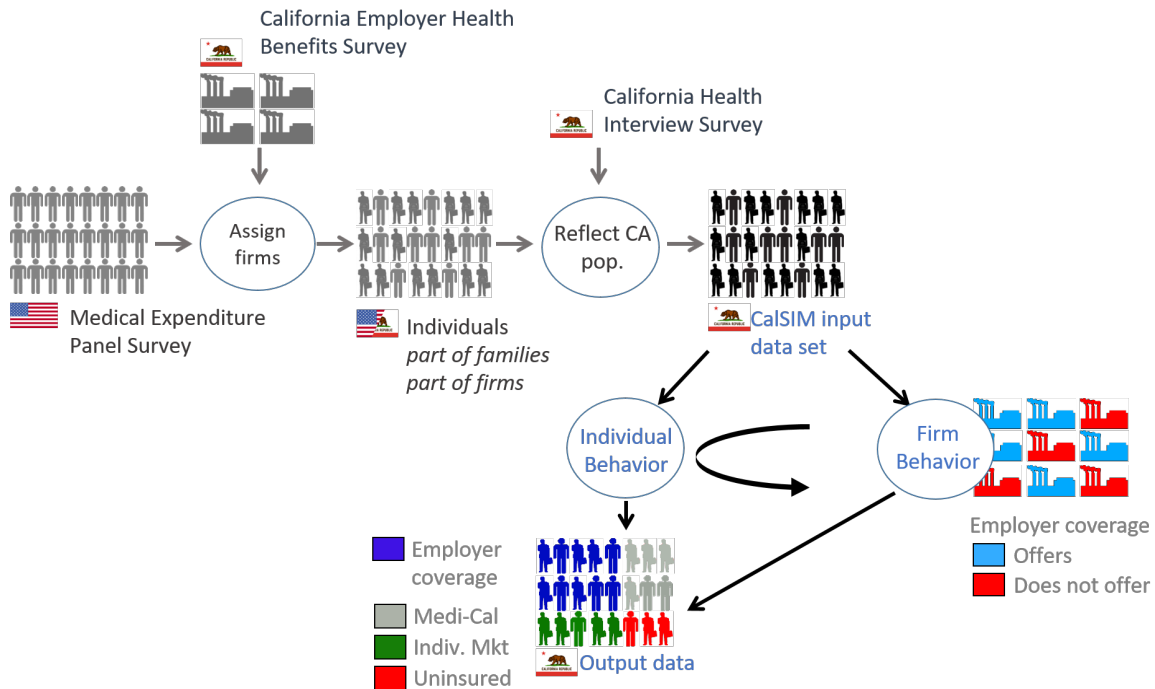 California Employer Health
Benefits Survey
California Health
Interview Survey
Assign
firms
Reflect CA
pop.
Medical Expenditure
Panel Survey
Individuals
part of families
part of firms
CalSIM input
data set
Individual
Behavior
Firm
Behavior
Employer coverage
Offers
Does not offer
Employer
coverage
Medi-Cal
Indiv. Mkt
Uninsured
Output data